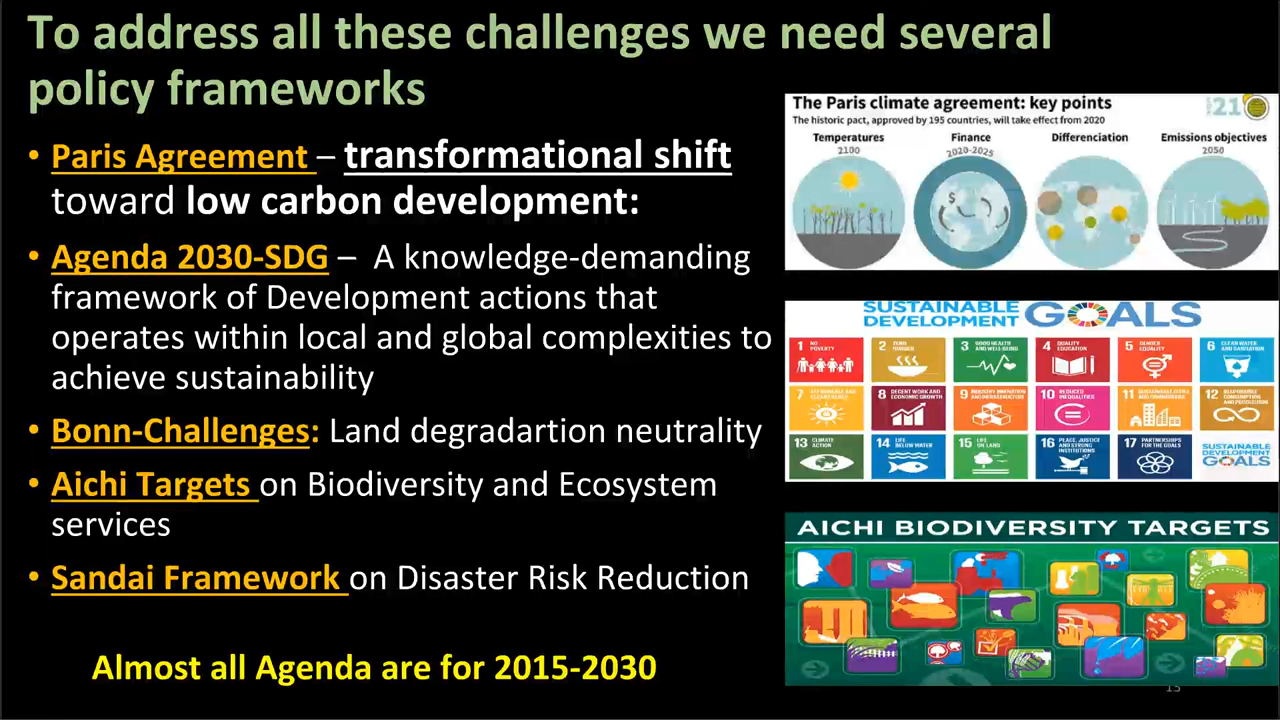 To address all these challenges we need several
policy frameworks
• Paris Agreement – transformational shift
toward low carbon development:
• Agenda 2030-SDG – A knowledge-demanding
framework of Development actions that
operates within local and global complexities to
achieve sustainability
• Bonn-Challenges: Land degradartion neutrality
• Aichi Targets on Biodiversity and Ecosystem
services
• Sandai Framework on Disaster Risk Reduction
Almost all Agenda are for 2015-2030
The Paris climate agreement: key points
21
The historic pact, approved by 195 countries, will take effect from 2020
Temperatures Finance Differenciation Emissions objectives
2100 2020-2025 2050
$
SUSTAINABLE
DEVELOPMENT GOALS
1 NO POVERTY
2 ZERO HUNGER
3 GOOD HEALTH AND WELL-BEING
4 QUALITY EDUCATION
5 GENDER EQUALITY
6 CLEAN WATER AND SANITATION
7 AFFORDABLE AND CLEAN ENERGY
8 DECENT WORK AND ECONOMIC GROWTH
9 INDUSTRY, INNOVATION AND INFRASTRUCTURE
10 REDUCED INEQUALITIES
11 SUSTAINABLE CITIES AND COMMUNITIES
12 RESPONSIBLE CONSUMPTION AND PRODUCTION
13 CLIMATE ACTION
14 LIFE BELOW WATER
15 LIFE ON LAND
16 PEACE, JUSTICE AND STRONG INSTITUTIONS
17 PARTNERSHIPS FOR THE GOALS
SUSTAINABLE
DEVELOPMENT
GOALS
AICHI BIODIVERSITY TARGETS